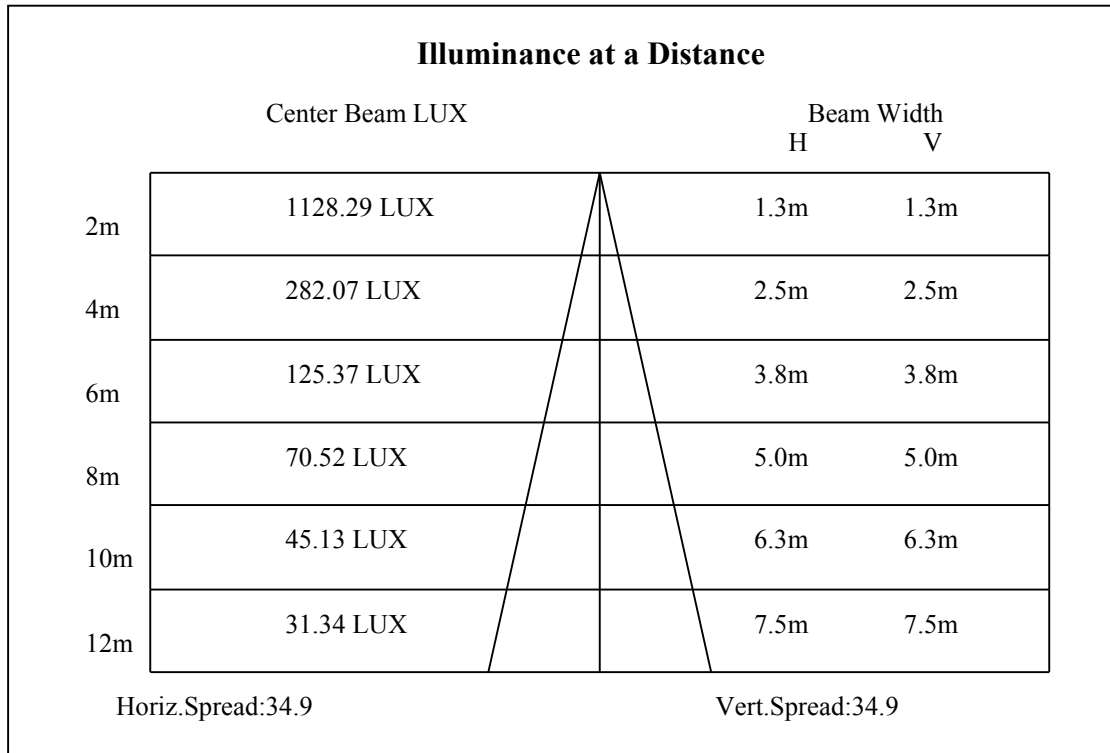 Illuminance at a Distance
Center Beam LUX Beam Width
H V
2m 1128.29 LUX 1.3m 1.3m
4m 282.07 LUX 2.5m 2.5m
6m 125.37 LUX 3.8m 3.8m
8m 70.52 LUX 5.0m 5.0m
10m 45.13 LUX 6.3m 6.3m
12m 31.34 LUX 7.5m 7.5m
Horiz.Spread:34.9 Vert.Spread:34.9